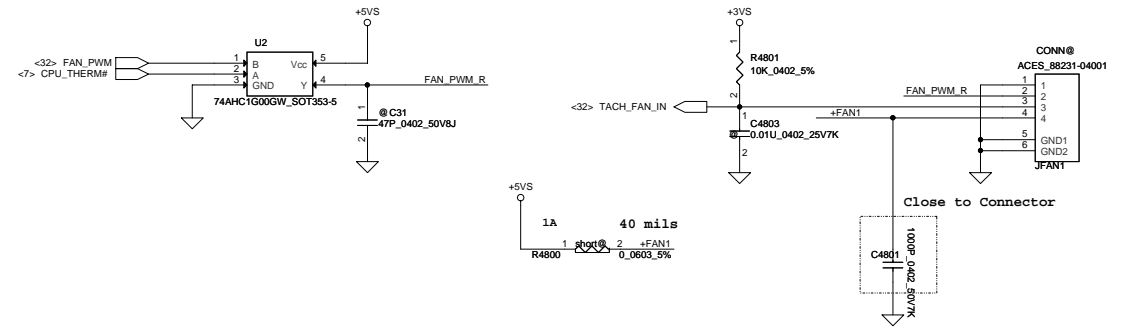 +5VS
U2
<32> FAN_PWM
<7> CPU_THERM#
1 B
2 A
3 GND
Vcc 5
Y 4
74AHC1G00GW_SOT353-5
FAN_PWM_R
1
@ C31
47P_0402_50V8J
2
+3VS
1
R4801
10K_0402_5%
2
<32> TACH_FAN_IN
1
C4803
@ 0.01U_0402_25V7K
2
CONN@
ACES_88231-04001
FAN_PWM_R
+FAN1
1 1
2 2
3 3
4 4
5 GND1
6 GND2
JFAN1
Close to Connector
C4801
1000P_0402_50V7K
+5VS
1A 40 mils
1 short@ 2 +FAN1
R4800 0_0603_5%